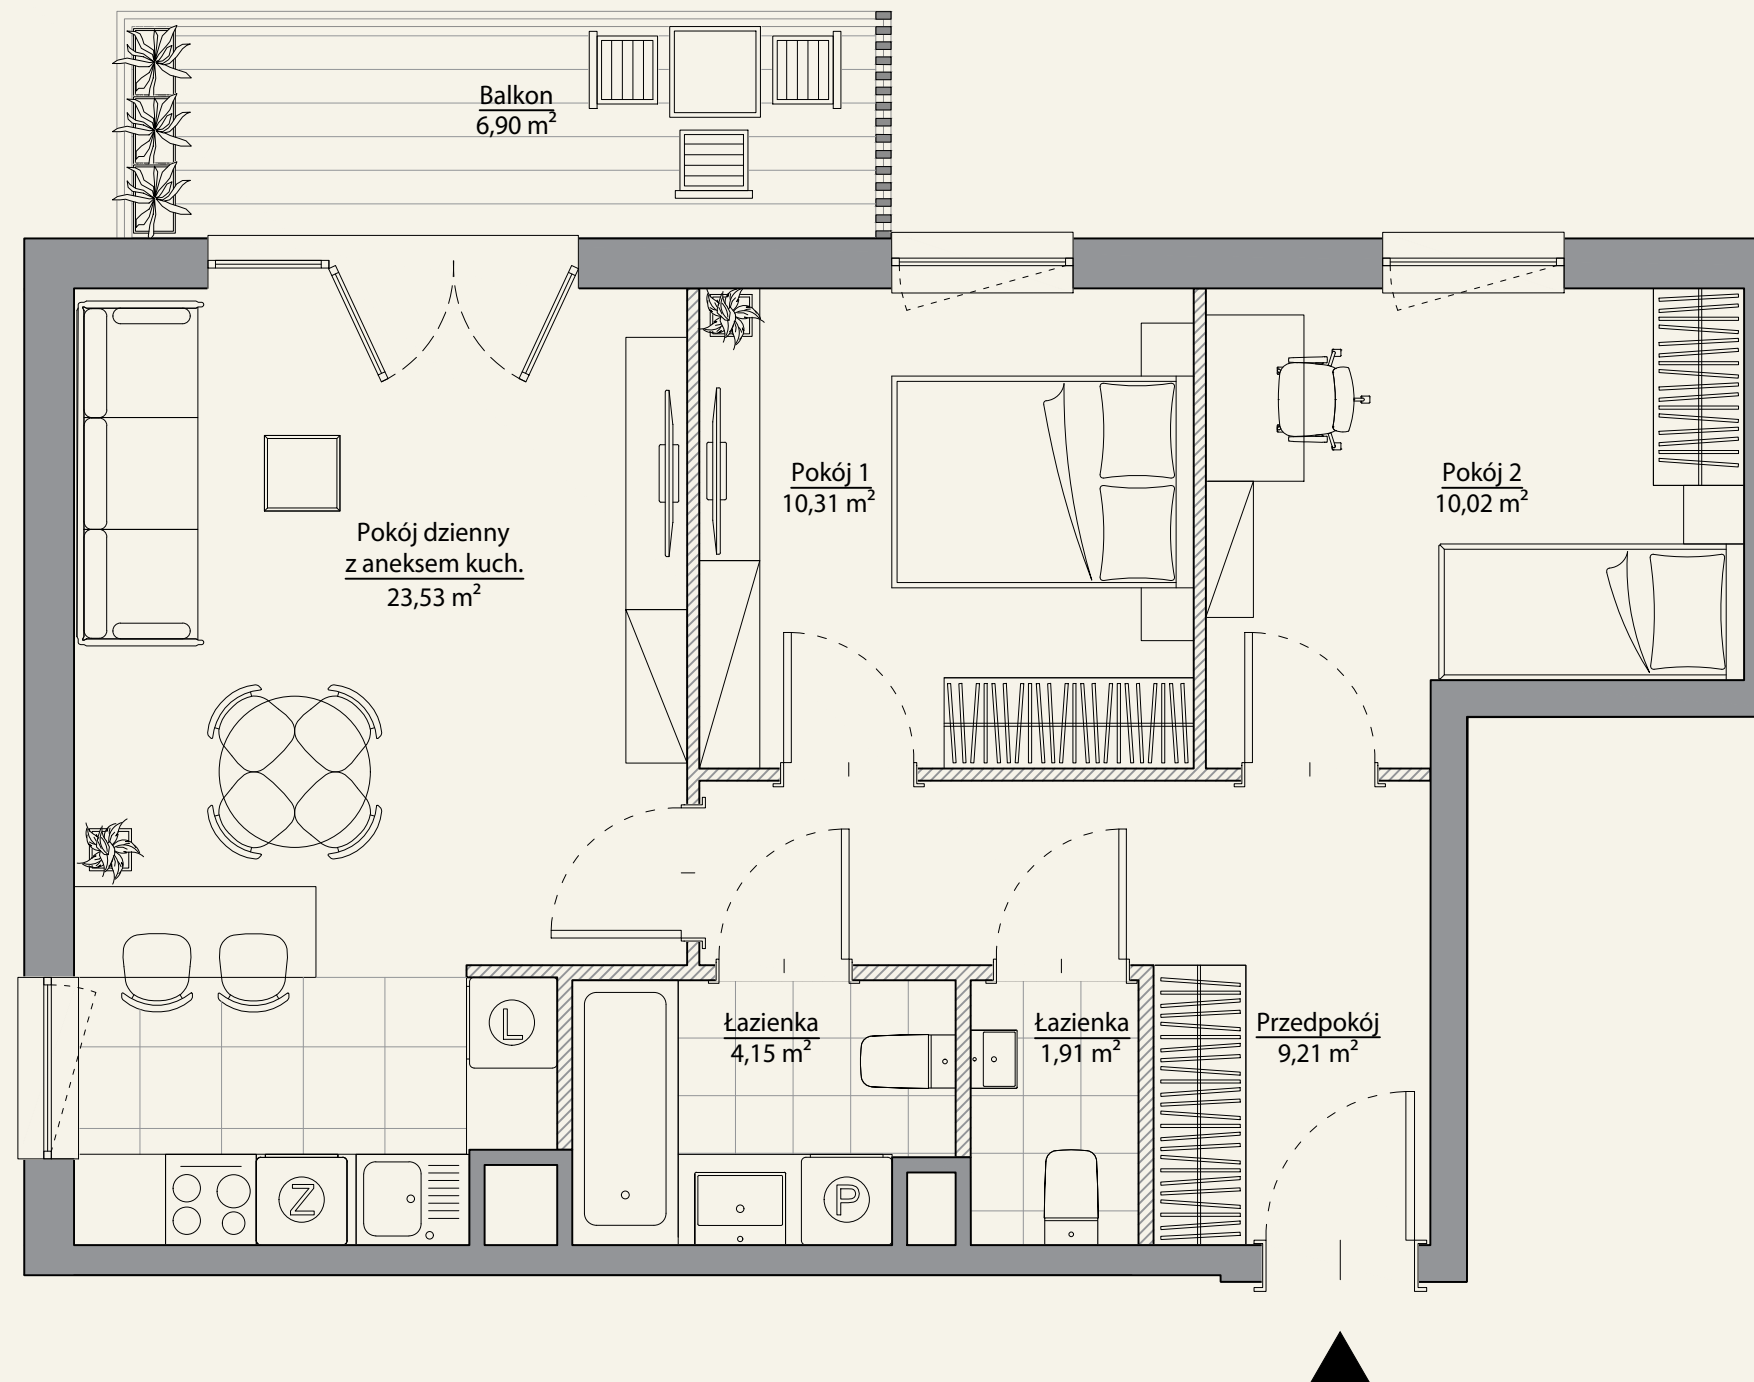 Balkon
6,90 m²
Pokój 1
10,31 m²
Pokój 2
10,02 m²
Pokój dzienny
z aneksem kuch.
23,53 m²
L
Łazienka
4,15 m²
Łazienka
1,91 m²
Przedpokój
9,21 m²
Z
P